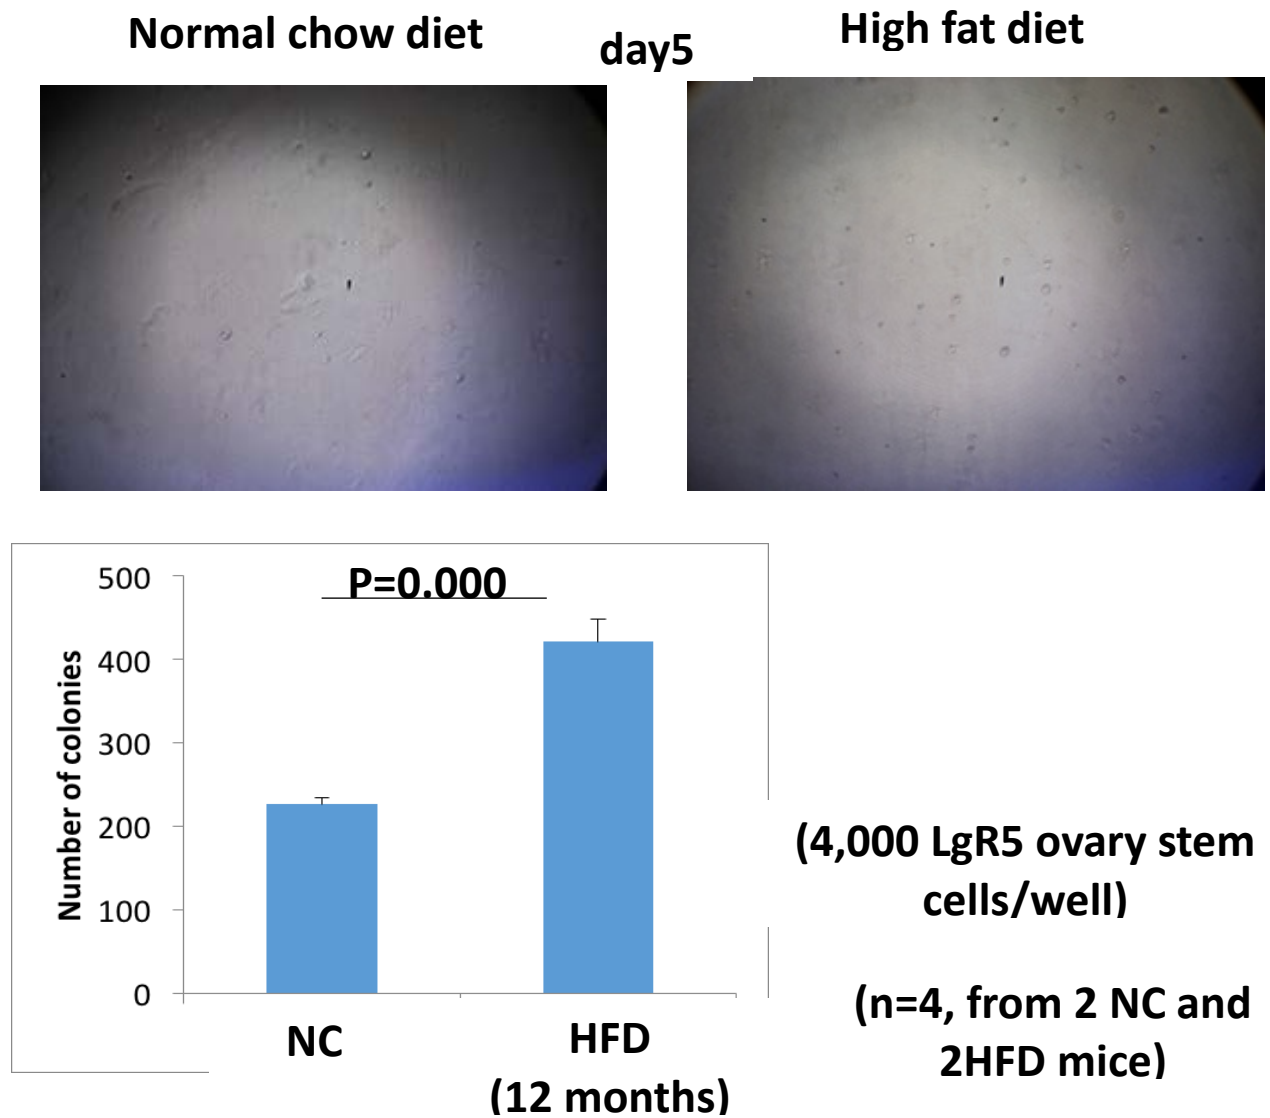 Normal chow diet
day5
High fat diet
P=0.000
Number of colonies
500
400
300
200
100
0
NC
HFD
(12 months)
(4,000 LgR5 ovary stem
cells/well)
(n=4, from 2 NC and
2HFD mice)